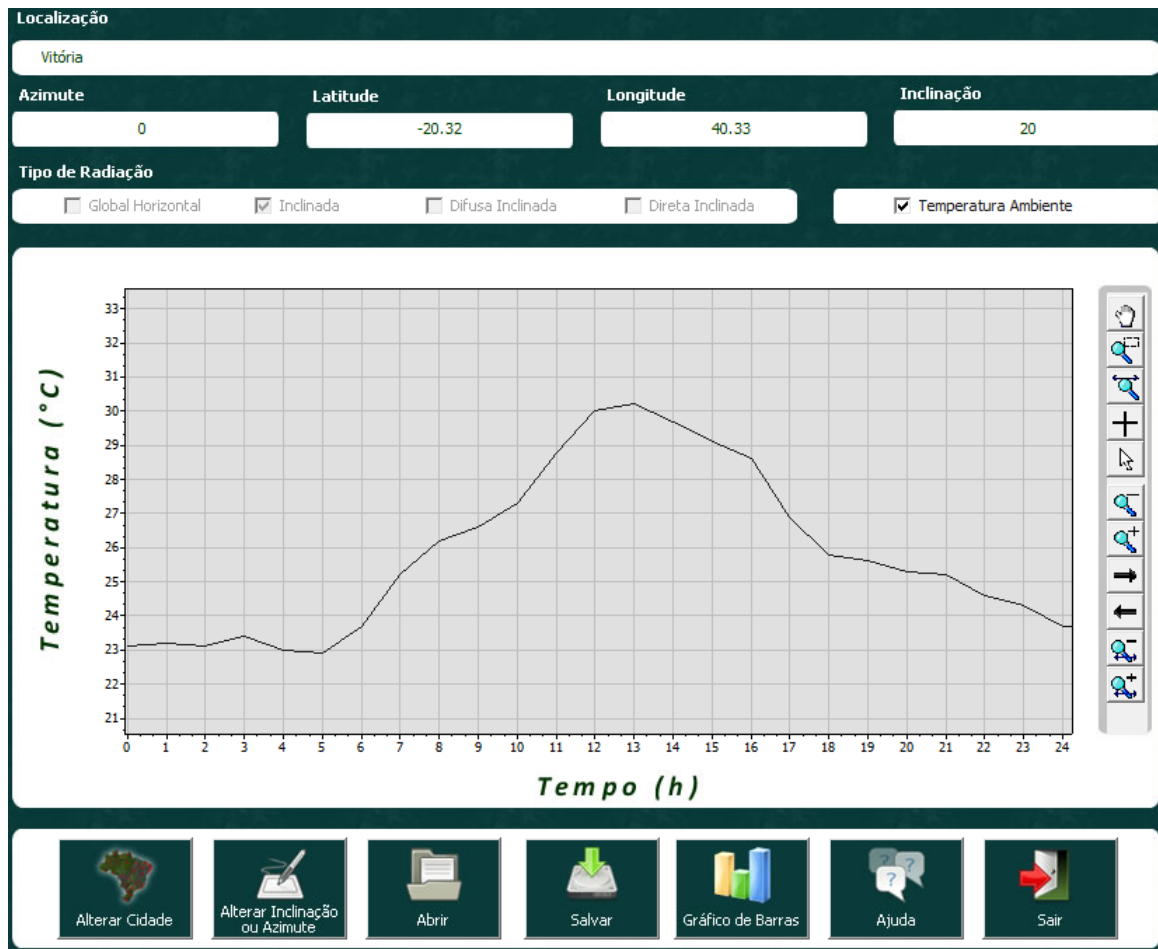 Localização
Vitória
Azimute Latitude Longitude Inclinação
0 -20.32 40.33 20
Tipo de Radiação
Global Horizontal Inclinada Difusa Inclinada Direta Inclinada Temperatura Ambiente
Temperatura (°C)
33
32
31
30
29
28
27
26
25
24
23
22
21
0 1 2 3 4 5 6 7 8 9 10 11 12 13 14 15 16 17 18 19 20 21 22 23 24
Tempo (h)
Alterar Cidade
Alterar Inclinação
ou Azimute
Abrir
Salvar
Gráfico de Barras
Ajuda
Sair